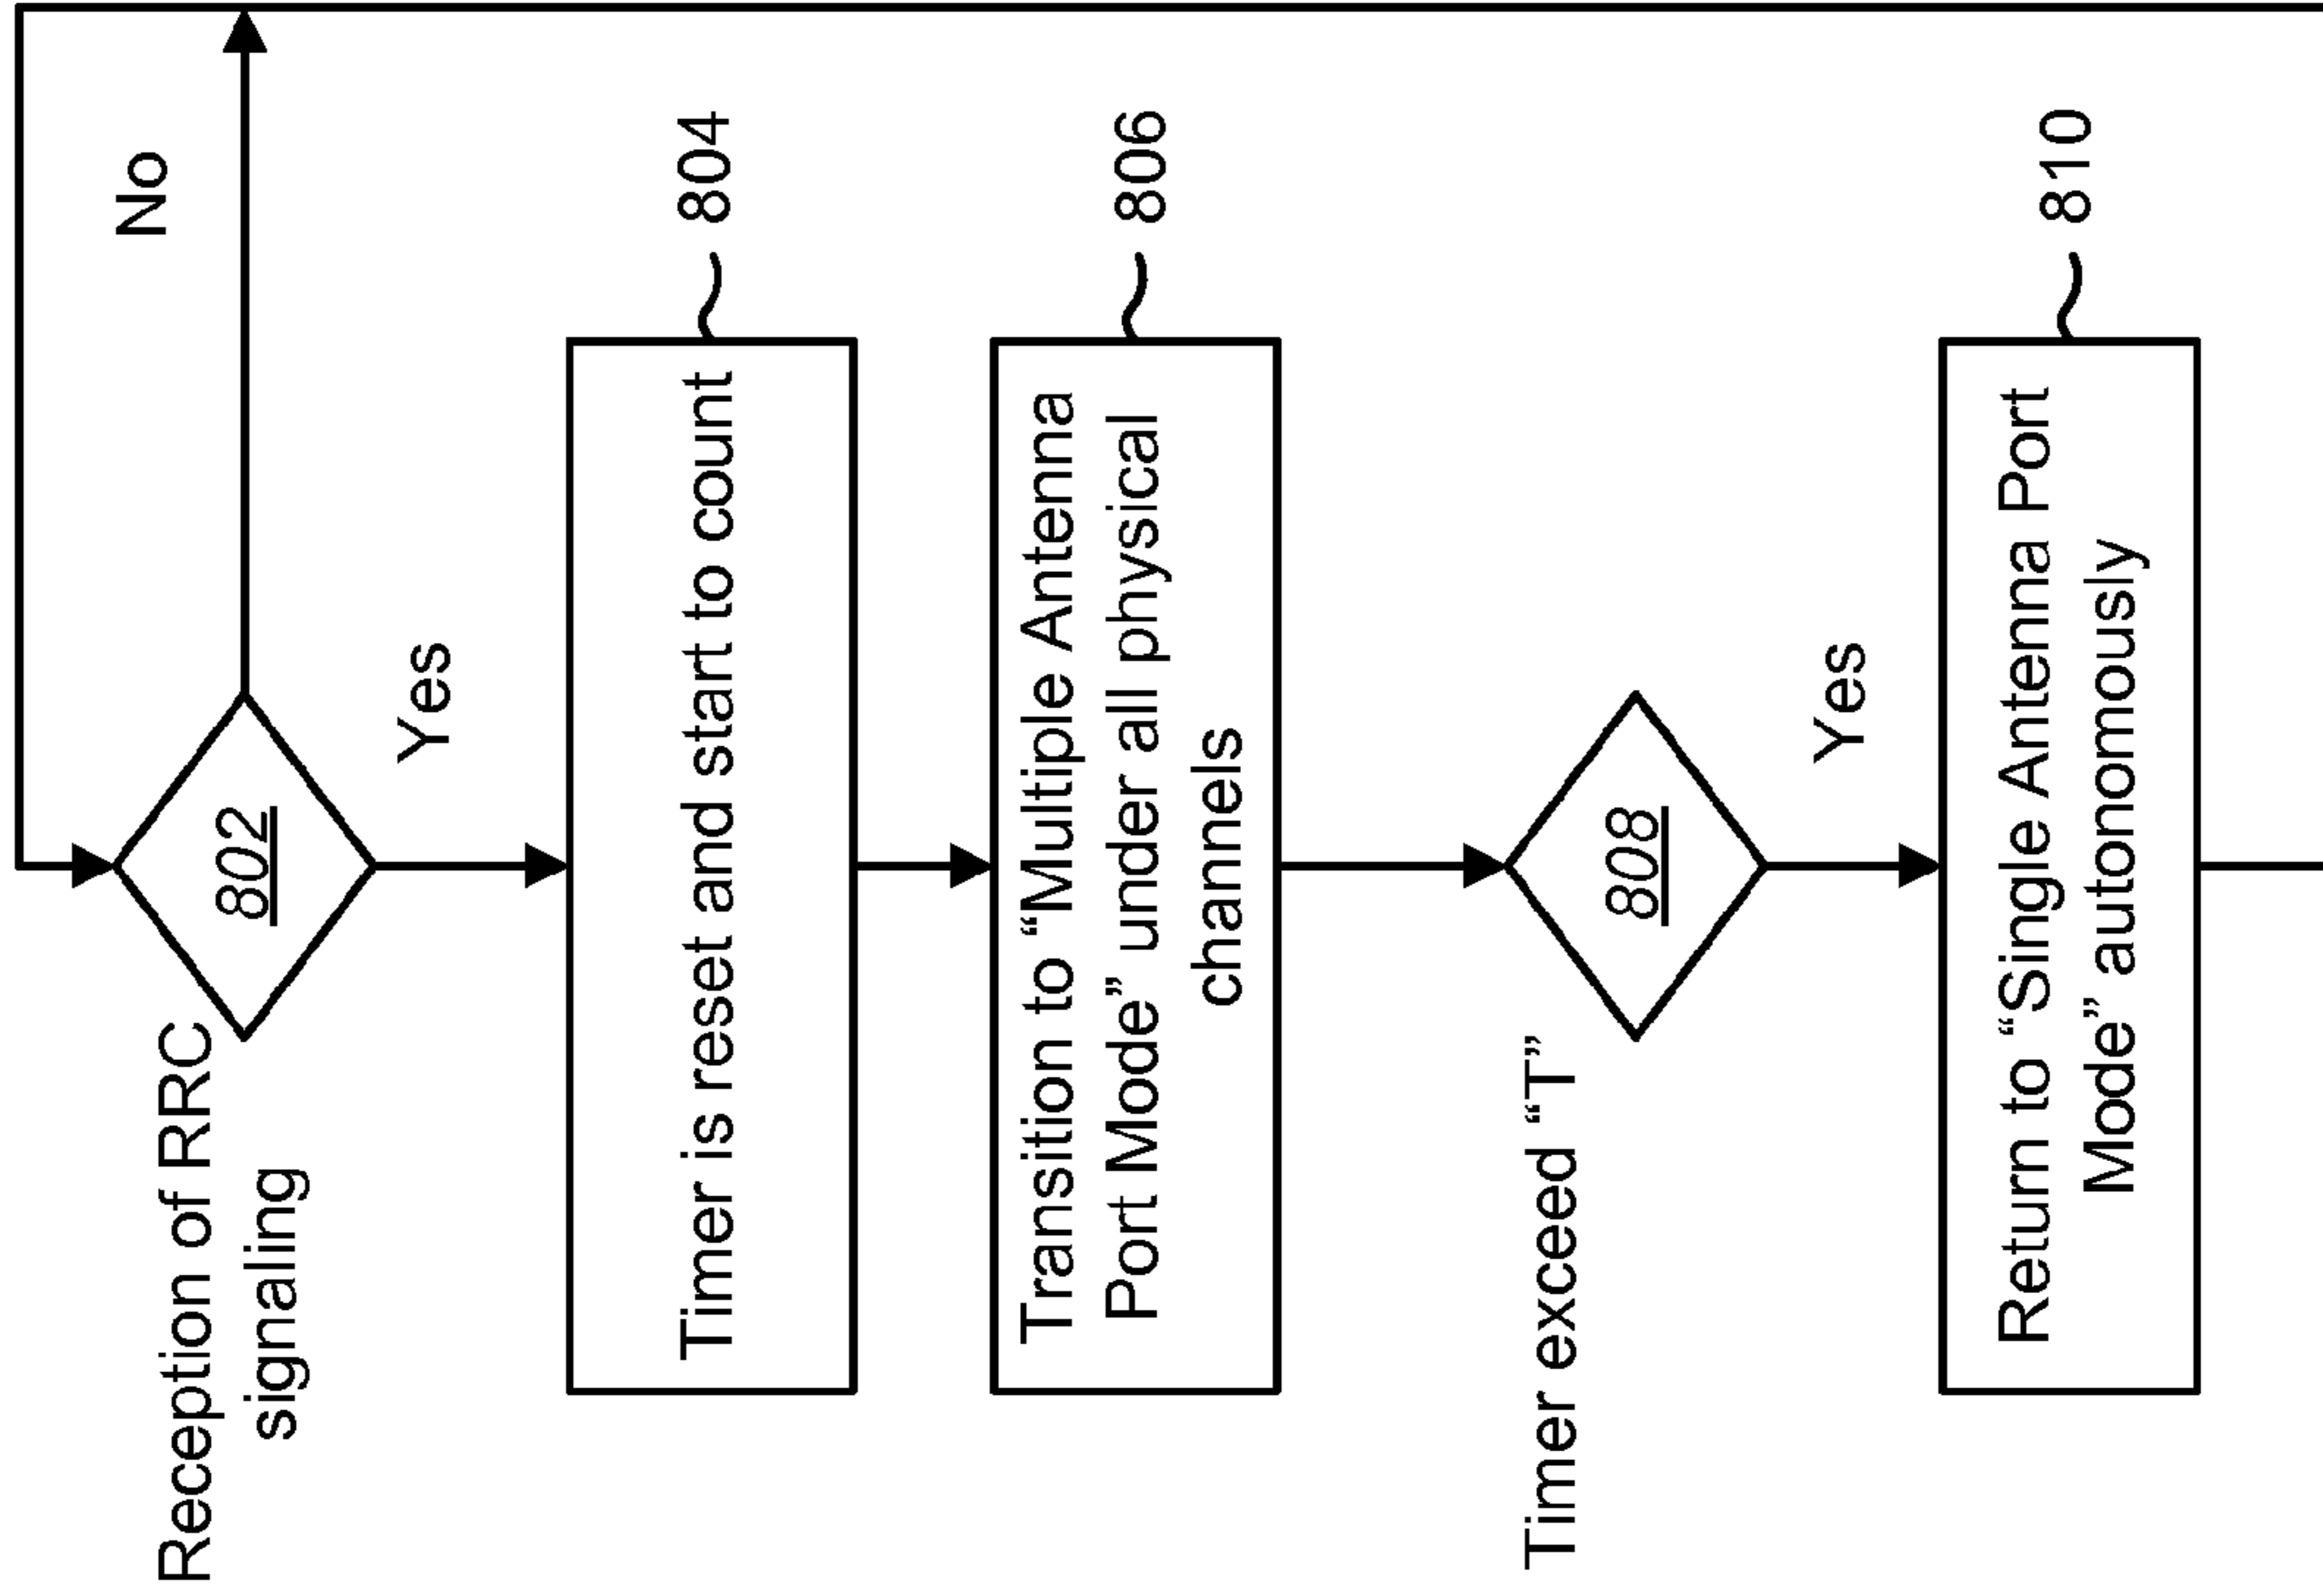 Reception of RRC
signaling
802
No
Yes
Timer is reset and start to count
804
Transition to “Multiple Antenna
Port Mode” under all physical
channels
806
Timer exceed “T”
808
Yes
Return to “Single Antenna Port
Mode” autonomously
810